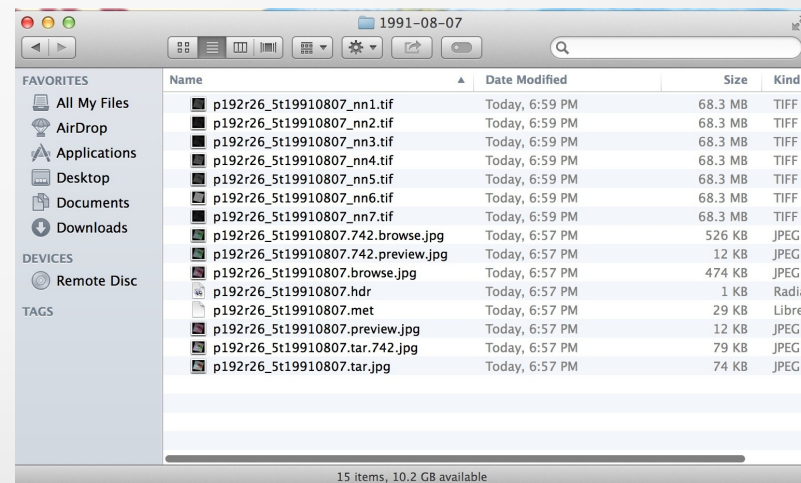 1991-08-07
FAVORITES
All My Files
AirDrop
Applications
Desktop
Documents
Downloads
DEVICES
Remote Disc
TAGS
Name Date Modified Size Kind
p192r26_5t19910807_nn1.tif Today, 6:59 PM 68.3 MB TIFF
p192r26_5t19910807_nn2.tif Today, 6:59 PM 68.3 MB TIFF
p192r26_5t19910807_nn3.tif Today, 6:59 PM 68.3 MB TIFF
p192r26_5t19910807_nn4.tif Today, 6:59 PM 68.3 MB TIFF
p192r26_5t19910807_nn5.tif Today, 6:59 PM 68.3 MB TIFF
p192r26_5t19910807_nn6.tif Today, 6:59 PM 68.3 MB TIFF
p192r26_5t19910807_nn7.tif Today, 6:59 PM 68.3 MB TIFF
p192r26_5t19910807.742.browse.jpg Today, 6:57 PM 526 KB JPEG
p192r26_5t19910807.742.preview.jpg Today, 6:57 PM 12 KB JPEG
p192r26_5t19910807.browse.jpg Today, 6:57 PM 474 KB JPEG
p192r26_5t19910807.hdr Today, 6:57 PM 1 KB Radia
p192r26_5t19910807.met Today, 6:57 PM 29 KB Libre
p192r26_5t19910807.preview.jpg Today, 6:57 PM 12 KB JPEG
p192r26_5t19910807.tar.742.jpg Today, 6:57 PM 79 KB JPEG
p192r26_5t19910807.tar.jpg Today, 6:57 PM 74 KB JPEG
15 items, 10.2 GB available